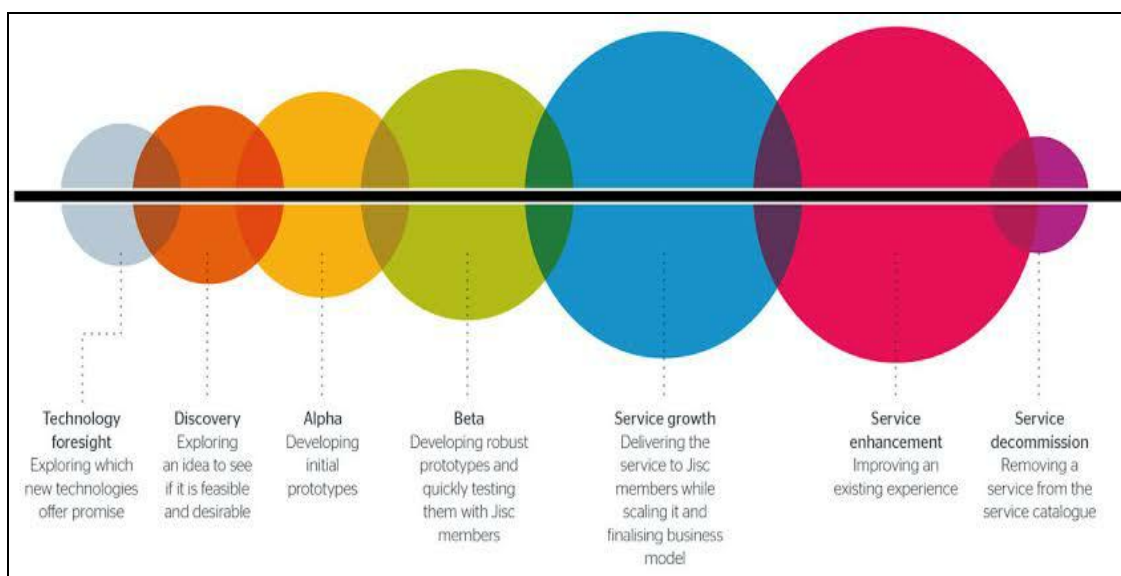 Technology
foresight
Exploring which
new technologies
offer promise
Discovery
Exploring
an idea to see
if it is feasible
and desirable
Alpha
Developing
initial
prototypes
Beta
Developing robust
prototypes and
quickly testing
them with Jisc
members
Service growth
Delivering the
service to Jisc
members while
scaling it and
finalising business
model
Service
enhancement
Improving an
existing experience
Service
decommission
Removing a
service from the
service catalogue